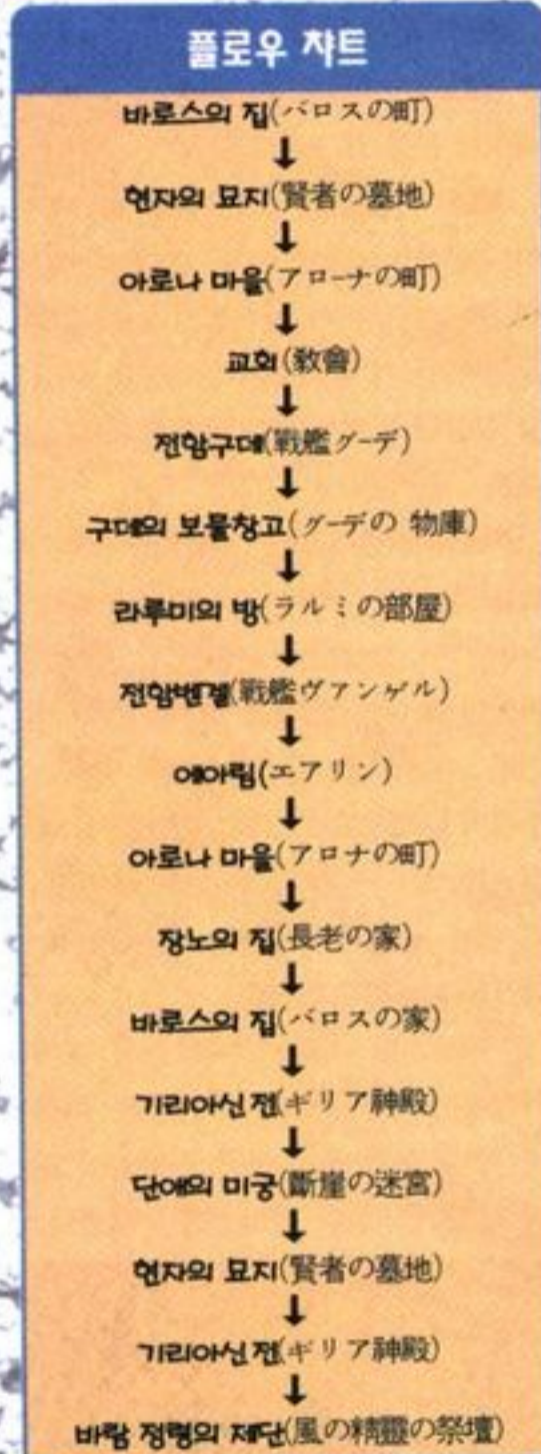 플로우 챠트
바로스의 집(バロスの町)
↓
현자의 묘지(賢者の墓地)
↓
아로나 마을(アローナの町)
↓
교회(敎會)
↓
전함구데(戰艦グーデ)
↓
구데의 보물창고(グーデの 物庫)
↓
라루미의 방(ラルミの部屋)
↓
전함벤겔(戰艦ヴァンゲル)
↓
에아림(エアリン)
↓
아로나 마을(アロナの町)
↓
장노의 집(長老の家)
↓
바로스의 집(バロスの家)
↓
기리아신 전(ギリア神殿)
↓
단애의 미궁(斷崖の迷宮)
↓
현자의 묘지(賢者の墓地)
↓
기리아신 전(ギリア神殿)
↓
바람 정령의 제단(風の精靈の祭壇)